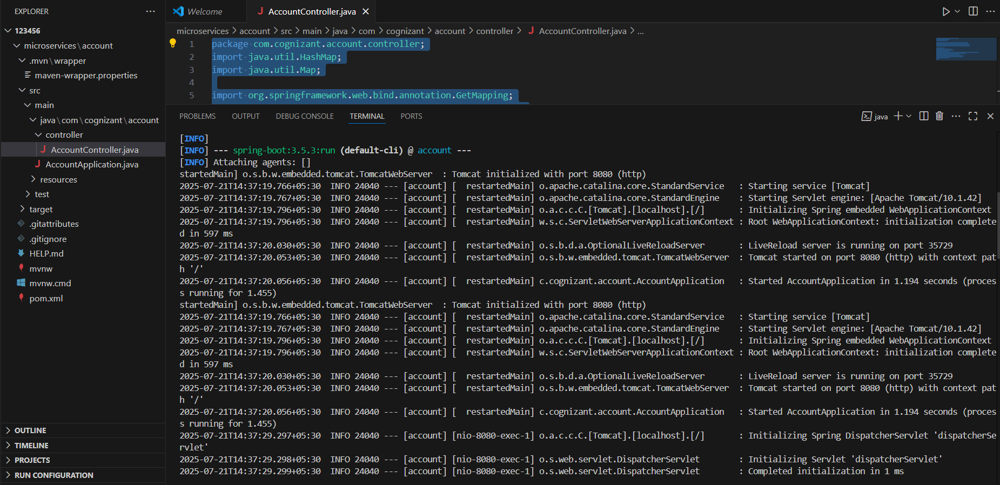 EXPLORER
123456
microservices\account
.mvn\wrapper
maven-wrapper.properties
src
main
java\com\cognizant\account
controller
AccountController.java
AccountApplication.java
resources
test
target
.gitattributes
.gitignore
HELP.md
mvnw
mvnw.cmd
pom.xml
OUTLINE
TIMELINE
PROJECTS
RUN CONFIGURATION
Welcome
AccountController.java
microservices > account > src > main > java > com > cognizant > account > controller > AccountController.java > ...
1 package com.cognizant.account.controller;
2 import java.util.HashMap;
3 import java.util.Map;
4
5 import org.springframework.web.bind.annotation.GetMapping;
PROBLEMS OUTPUT DEBUG CONSOLE TERMINAL PORTS
java
[INFO]
[INFO] --- spring-boot:3.5.3:run (default-cli) @ account ---
[INFO] Attaching agents: []
startedMain] o.s.b.w.embedded.tomcat.TomcatWebServer  : Tomcat initialized with port 8080 (http)
2025-07-21T14:37:19.766+05:30  INFO 24040 --- [account] [  restartedMain] o.apache.catalina.core.StandardService   : Starting service [Tomcat]
2025-07-21T14:37:19.767+05:30  INFO 24040 --- [account] [  restartedMain] o.apache.catalina.core.StandardEngine    : Starting Servlet engine: [Apache Tomcat/10.1.42]
2025-07-21T14:37:19.796+05:30  INFO 24040 --- [account] [  restartedMain] o.a.c.c.C.[Tomcat].[localhost].[/]       : Initializing Spring embedded WebApplicationContext
2025-07-21T14:37:19.796+05:30  INFO 24040 --- [account] [  restartedMain] w.s.c.ServletWebServerApplicationContext : Root WebApplicationContext: initialization complete
d in 597 ms
2025-07-21T14:37:20.030+05:30  INFO 24040 --- [account] [  restartedMain] o.s.b.d.a.OptionalLiveReloadServer       : LiveReload server is running on port 35729
2025-07-21T14:37:20.053+05:30  INFO 24040 --- [account] [  restartedMain] o.s.b.w.embedded.tomcat.TomcatWebServer  : Tomcat started on port 8080 (http) with context pat
h '/'
2025-07-21T14:37:20.056+05:30  INFO 24040 --- [account] [  restartedMain] c.cognizant.account.AccountApplication   : Started AccountApplication in 1.194 seconds (proces
s running for 1.455)
startedMain] o.s.b.w.embedded.tomcat.TomcatWebServer  : Tomcat initialized with port 8080 (http)
2025-07-21T14:37:19.766+05:30  INFO 24040 --- [account] [  restartedMain] o.apache.catalina.core.StandardService   : Starting service [Tomcat]
2025-07-21T14:37:19.767+05:30  INFO 24040 --- [account] [  restartedMain] o.apache.catalina.core.StandardEngine    : Starting Servlet engine: [Apache Tomcat/10.1.42]
2025-07-21T14:37:19.796+05:30  INFO 24040 --- [account] [  restartedMain] o.a.c.c.C.[Tomcat].[localhost].[/]       : Initializing Spring embedded WebApplicationContext
2025-07-21T14:37:19.796+05:30  INFO 24040 --- [account] [  restartedMain] w.s.c.ServletWebServerApplicationContext : Root WebApplicationContext: initialization complete
d in 597 ms
2025-07-21T14:37:20.030+05:30  INFO 24040 --- [account] [  restartedMain] o.s.b.d.a.OptionalLiveReloadServer       : LiveReload server is running on port 35729
2025-07-21T14:37:20.053+05:30  INFO 24040 --- [account] [  restartedMain] o.s.b.w.embedded.tomcat.TomcatWebServer  : Tomcat started on port 8080 (http) with context pat
h '/'
2025-07-21T14:37:20.056+05:30  INFO 24040 --- [account] [  restartedMain] c.cognizant.account.AccountApplication   : Started AccountApplication in 1.194 seconds (proces
s running for 1.455)
2025-07-21T14:37:29.297+05:30  INFO 24040 --- [account] [nio-8080-exec-1] o.a.c.c.C.[Tomcat].[localhost].[/]       : Initializing Spring DispatcherServlet 'dispatcherSe
rvlet'
2025-07-21T14:37:29.298+05:30  INFO 24040 --- [account] [nio-8080-exec-1] o.s.web.servlet.DispatcherServlet        : Initializing Servlet 'dispatcherServlet'
2025-07-21T14:37:29.299+05:30  INFO 24040 --- [account] [nio-8080-exec-1] o.s.web.servlet.DispatcherServlet        : Completed initialization in 1 ms